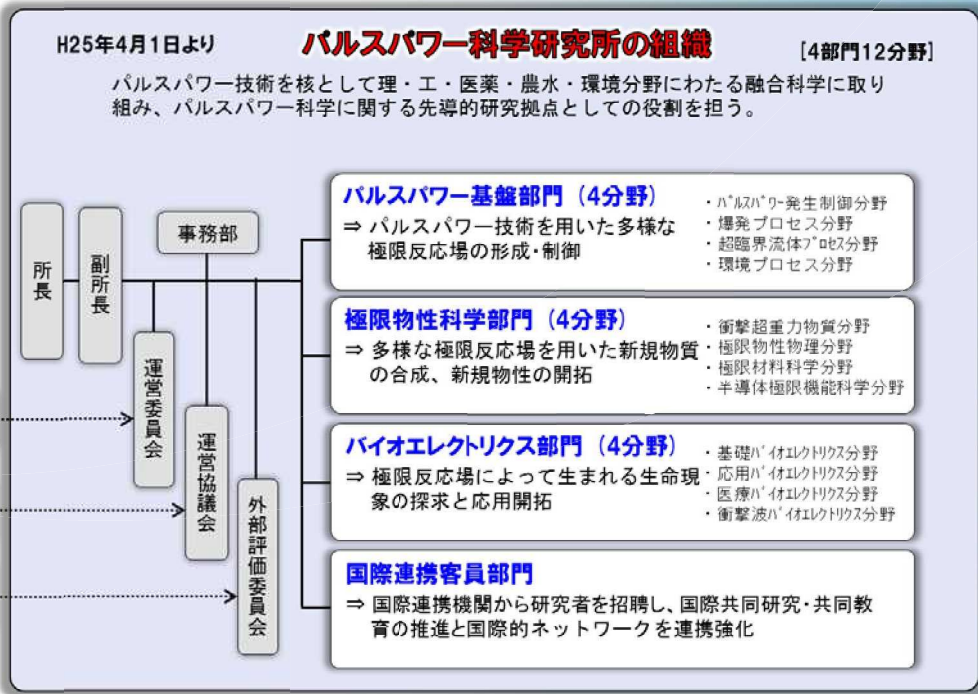 H25年4月1日より
パルスパワー科学研究所の組織
[4部門12分野]
パルスパワー技術を核として理・工・医薬・農水・環境分野にわたる融合科学に取り
組み、パルスパワー科学に関する先導的研究拠点としての役割を担う。
所長
副所長
事務部
運営委員会
運営協議会
外部評価委員会
パルスパワー基盤部門（4分野）
⇒ パルスパワー技術を用いた多様な
極限反応場の形成・制御
・ﾊﾟﾙｽﾊﾟﾜｰ発生制御分野
・爆発プロセス分野
・超臨界流体ﾌﾟﾛｾｽ分野
・環境プロセス分野
極限物性科学部門（4分野）
⇒ 多様な極限反応場を用いた新規物質
の合成、新規物性の開拓
・衝撃超重力物質分野
・極限物性物理分野
・極限材料科学分野
・半導体極限機能科学分野
バイオエレクトリクス部門（4分野）
⇒ 極限反応場によって生まれる生命現
象の探求と応用開拓
・基礎ﾊﾞｲｵｴﾚｸﾄﾘｸｽ分野
・応用ﾊﾞｲｵｴﾚｸﾄﾘｸｽ分野
・医療ﾊﾞｲｵｴﾚｸﾄﾘｸｽ分野
・衝撃波ﾊﾞｲｵｴﾚｸﾄﾘｸｽ分野
国際連携客員部門
⇒ 国際連携機関から研究者を招聘し、国際共同研究・共同教
育の推進と国際的ネットワークを連携強化